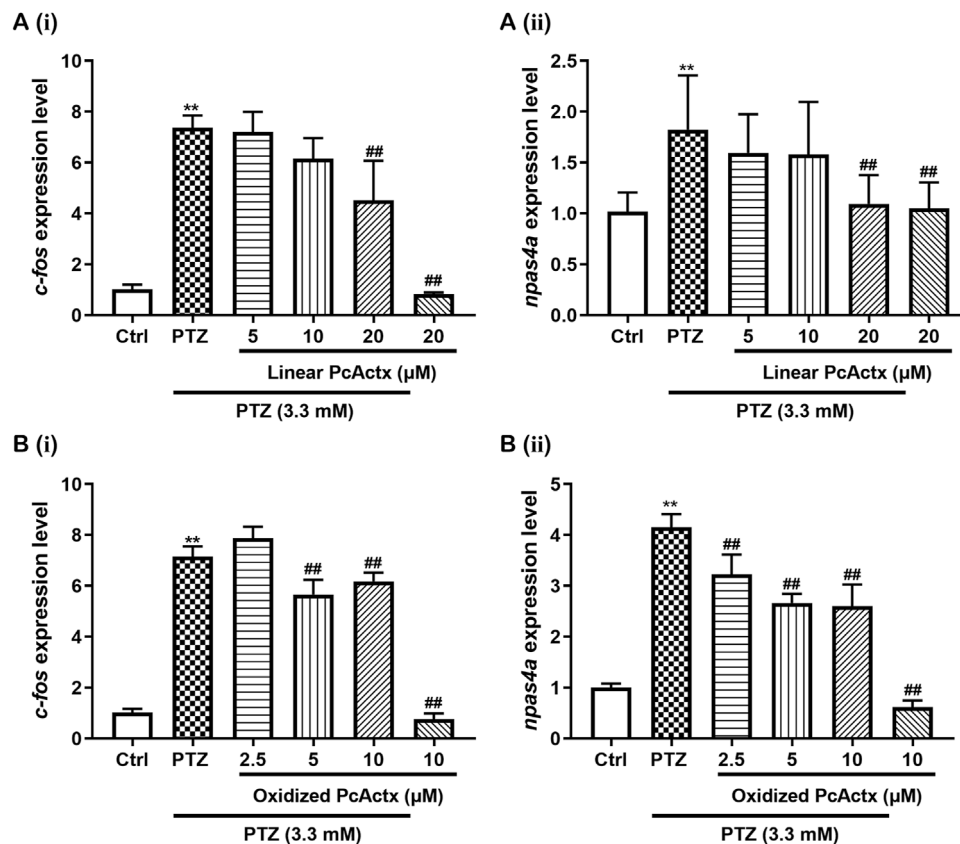 A (i)
c-fos expression level
10
8
6
4
2
0
**
##
##
Ctrl PTZ 5 10 20 20
Linear PcActx (μM)
PTZ (3.3 mM)
A (ii)
npas4a expression level
2.5
2.0
1.5
1.0
0.5
0.0
**
##
##
Ctrl PTZ 5 10 20 20
Linear PcActx (μM)
PTZ (3.3 mM)
B (i)
c-fos expression level
10
8
6
4
2
0
**
##
##
##
Ctrl PTZ 2.5 5 10 10
Oxidized PcActx (μM)
PTZ (3.3 mM)
B (ii)
npas4a expression level
5
4
3
2
1
0
**
##
##
##
##
Ctrl PTZ 2.5 5 10 10
Oxidized PcActx (μM)
PTZ (3.3 mM)